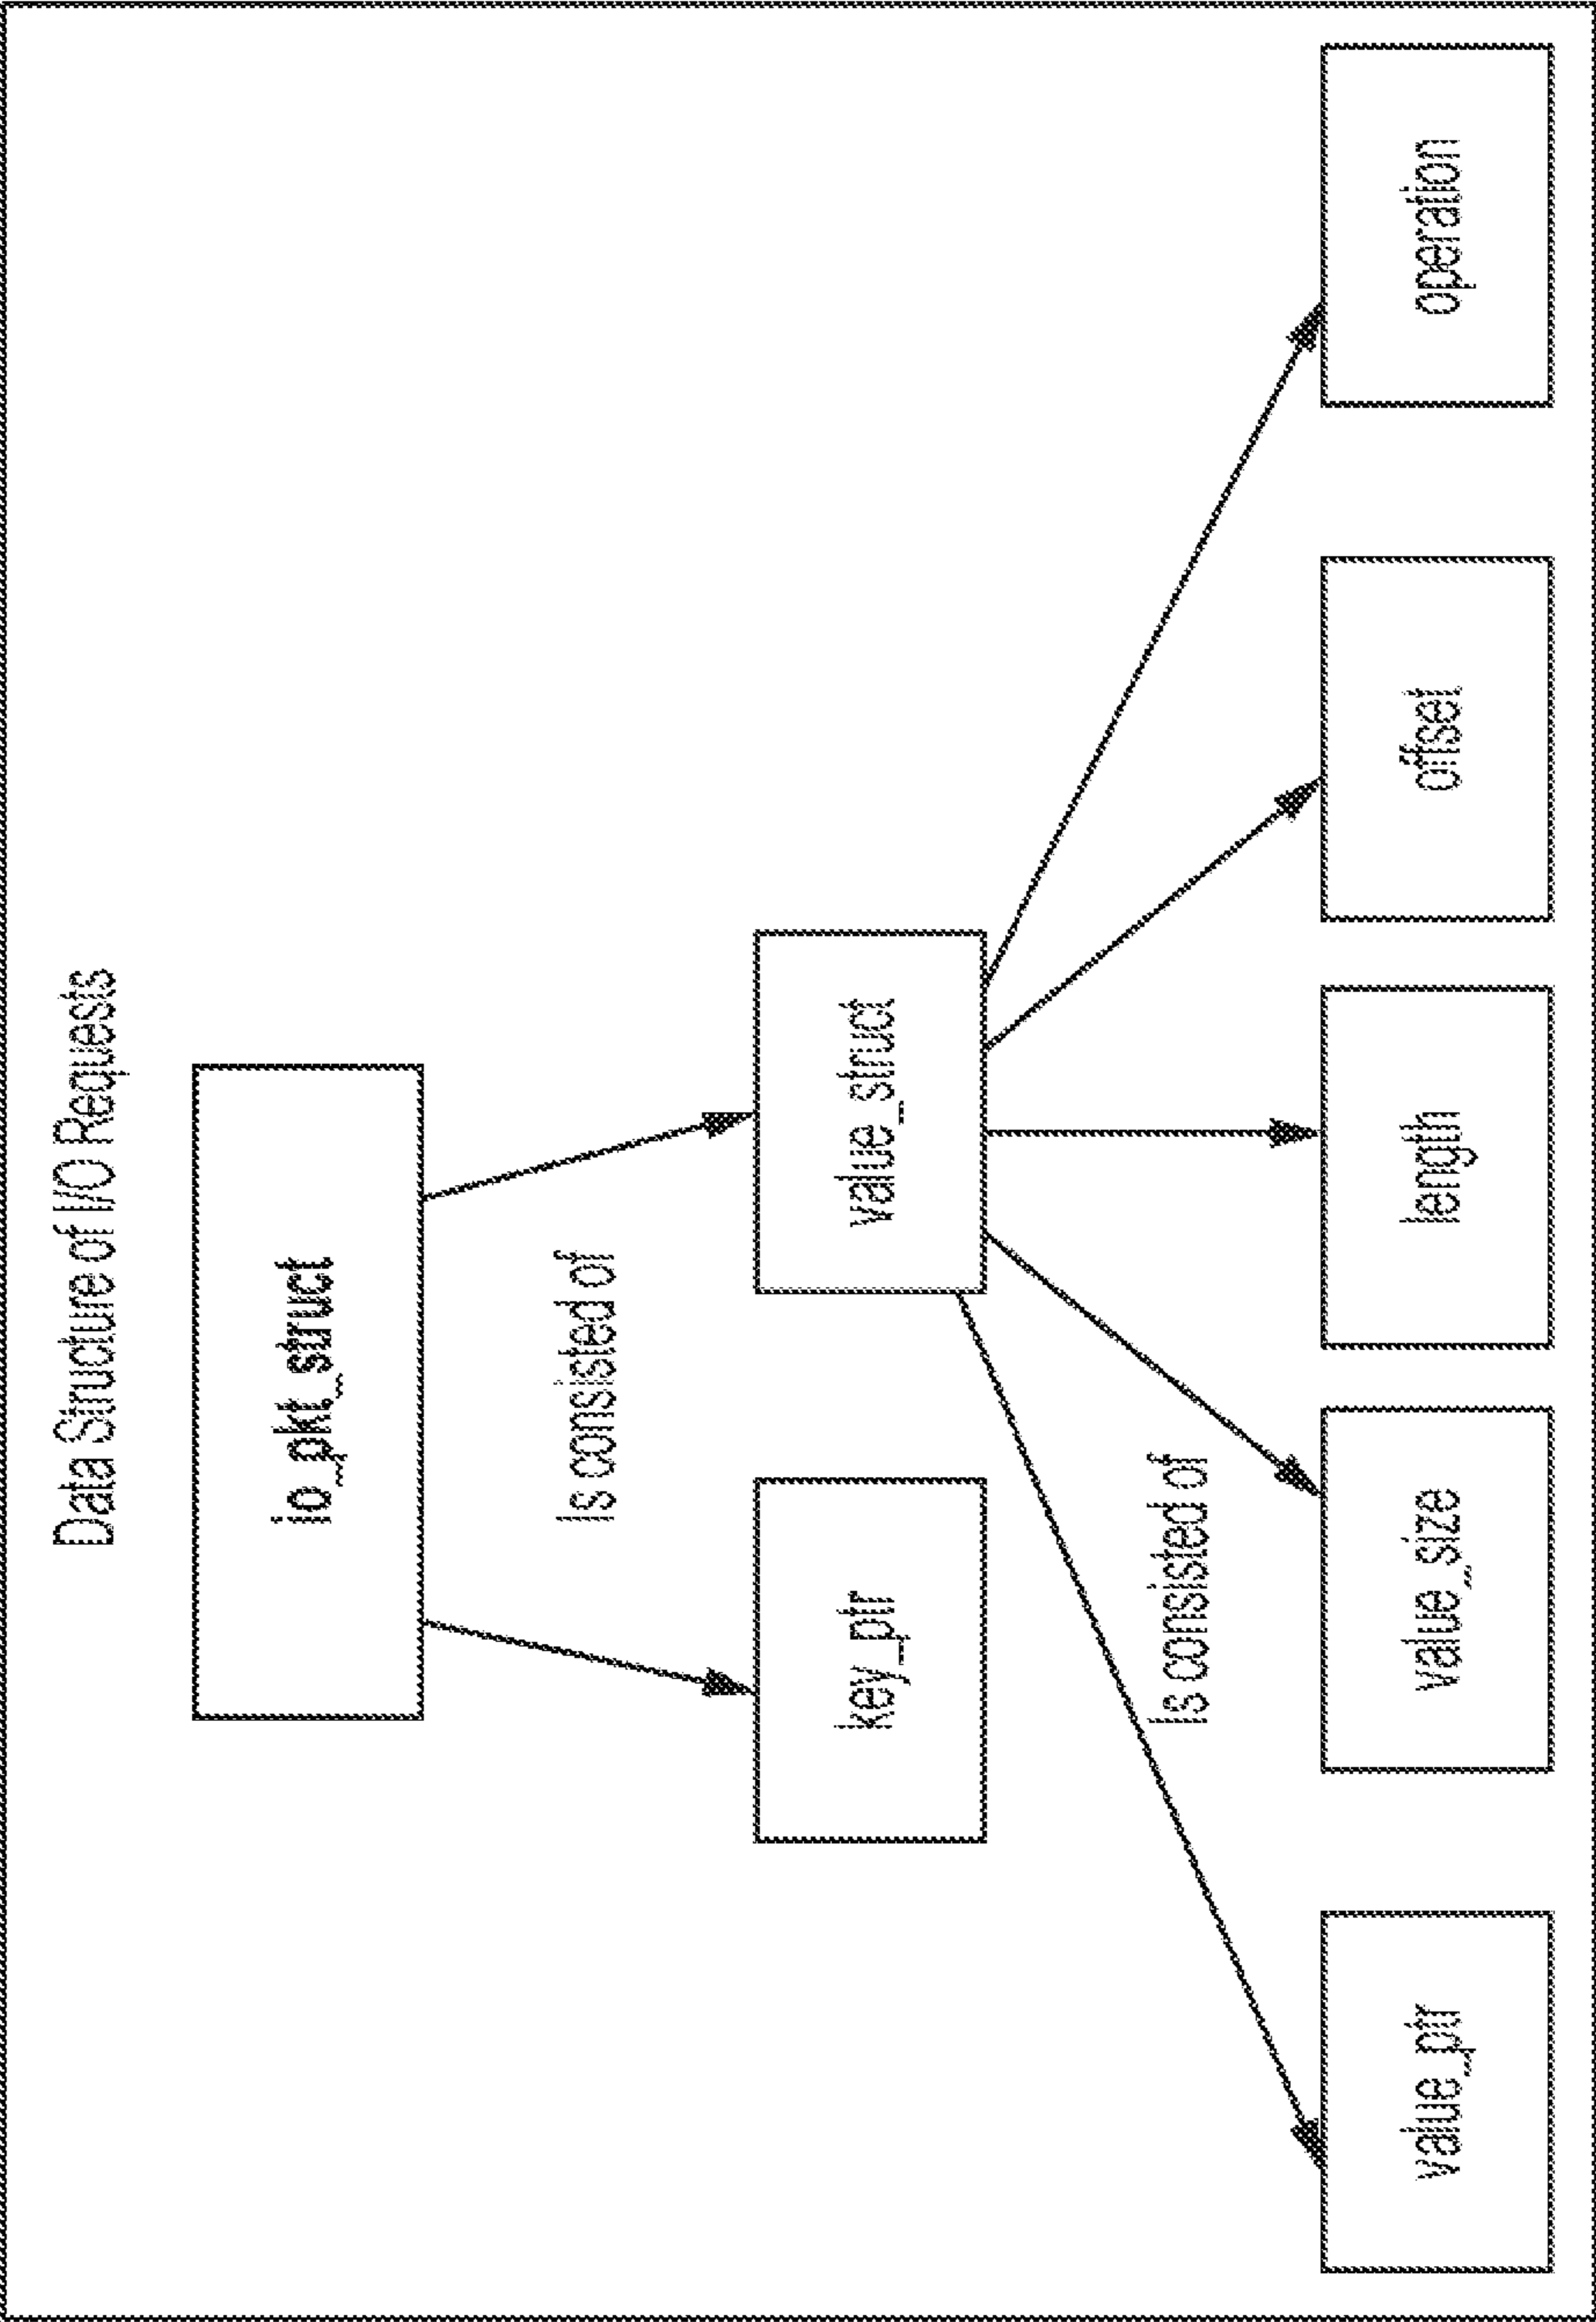 Data Structure of I/O Requests
io_pkt_struct
Is consisted of
key_ptr
value_struct
Is consisted of
value_ptr
value_size
length
offset
operation